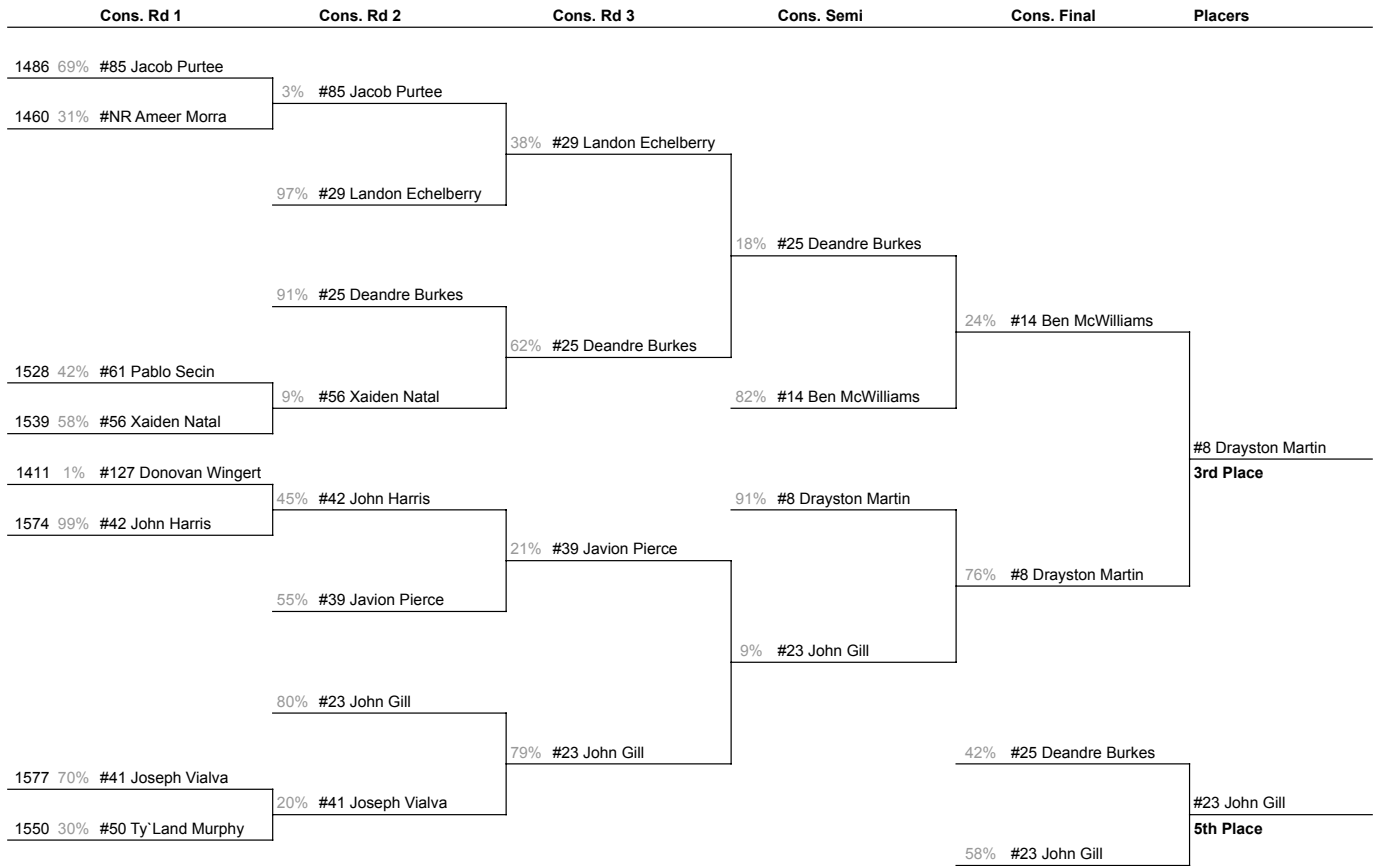 Cons. Rd 1 Cons. Rd 2 Cons. Rd 3 Cons. Semi Cons. Final Placers
1486 69% #85 Jacob Purtee
3% #85 Jacob Purtee
1460 31% #NR Ameer Morra
38% #29 Landon Echelberry
97% #29 Landon Echelberry
18% #25 Deandre Burkes
91% #25 Deandre Burkes
24% #14 Ben McWilliams
62% #25 Deandre Burkes
1528 42% #61 Pablo Secin
9% #56 Xaiden Natal
82% #14 Ben McWilliams
1539 58% #56 Xaiden Natal
#8 Drayston Martin
3rd Place
1411 1% #127 Donovan Wingert
45% #42 John Harris
91% #8 Drayston Martin
1574 99% #42 John Harris
21% #39 Javion Pierce
76% #8 Drayston Martin
55% #39 Javion Pierce
9% #23 John Gill
80% #23 John Gill
79% #23 John Gill
42% #25 Deandre Burkes
1577 70% #41 Joseph Vialva
20% #41 Joseph Vialva
#23 John Gill
5th Place
1550 30% #50 Ty`Land Murphy
58% #23 John Gill